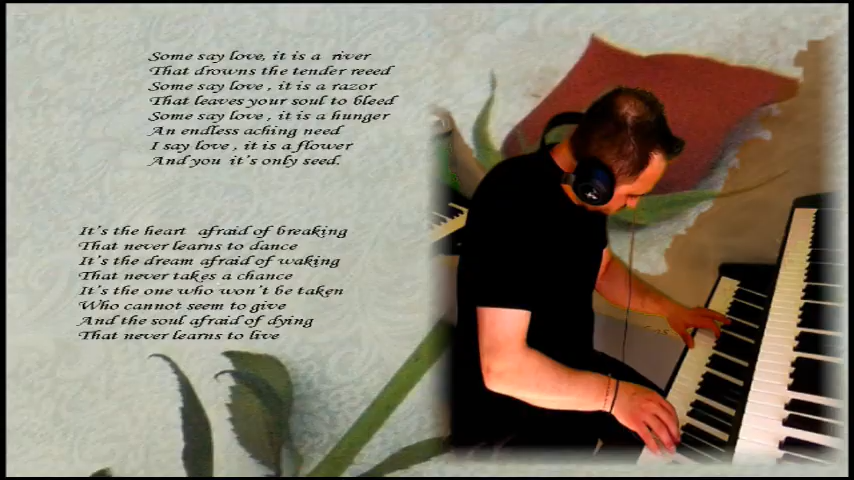 Some say love, it is a river
That drowns the tender reeed
Some say love , it is a razor
That leaves your soul to bleed
Some say love , it is a hunger
An endless aching need
I say love , it is a flower
And you it's only seed.
It's the heart afraid of breaking
That never learns to dance
It's the dream afraid of waking
That never takes a chance
It's the one who won't be taken
Who cannot seem to give
And the soul afraid of dying
That never learns to live